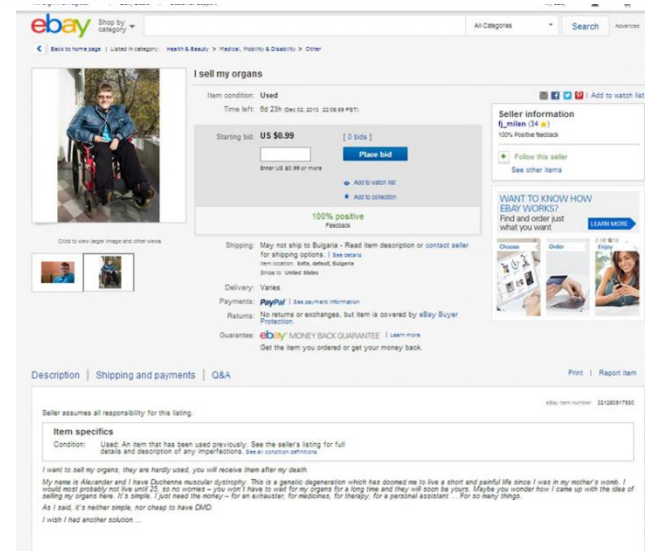 ebay
Shop by category
All Categories
Search
Advanced
Back to home page | Listed in category: Health & Beauty > Medical, Mobility & Disability > Other
I sell my organs
Item condition: Used
Time left: 6d 23h (Dec 02, 2013 22:06:59 PST)
Add to watch list
Starting bid: US $0.99
[ 0 bids ]
Place bid
Enter US $0.99 or more
Add to watch list
Add to collection
100% positive
Feedback
Seller information
fj_milen (34)
100% Positive feedback
Follow this seller
See other items
WANT TO KNOW HOW
EBAY WORKS?
Find and order just
what you want
LEARN MORE
Choose
Order
Enjoy
Click to view larger image and other views
Shipping: May not ship to Bulgaria - Read item description or contact seller
for shipping options. | See details
Item location: Sofia, default, Bulgaria
Ships to: United States
Delivery: Varies
Payments: PayPal | See payment information
Returns: No returns or exchanges, but item is covered by eBay Buyer
Protection.
Guarantee: ebay MONEY BACK GUARANTEE | Learn more
Get the item you ordered or get your money back.
Description | Shipping and payments | Q&A
Print | Report item
eBay item number:
Seller assumes all responsibility for this listing.
Item specifics
Condition: Used: An item that has been used previously. See the seller's listing for full
details and description of any imperfections. See all condition definitions
I want to sell my organs, they are hardly used, you will receive them after my death.
My name is Alexander and I have Duchenne muscular dystrophy. This is a genetic degeneration which has doomed me to live a short and painful life since I was in my mother's womb. I
would most probably not live until 25, so no worries – you won't have to wait for my organs for a long time and they will soon be yours. Maybe you wonder how I came up with the idea of
selling my organs here. It's simple, I just need the money – for an exhauster, for medicines, for therapy, for a personal assistant ... For so many things.
As I said, it's neither simple, nor cheap to have DMD
I wish I had another solution ...